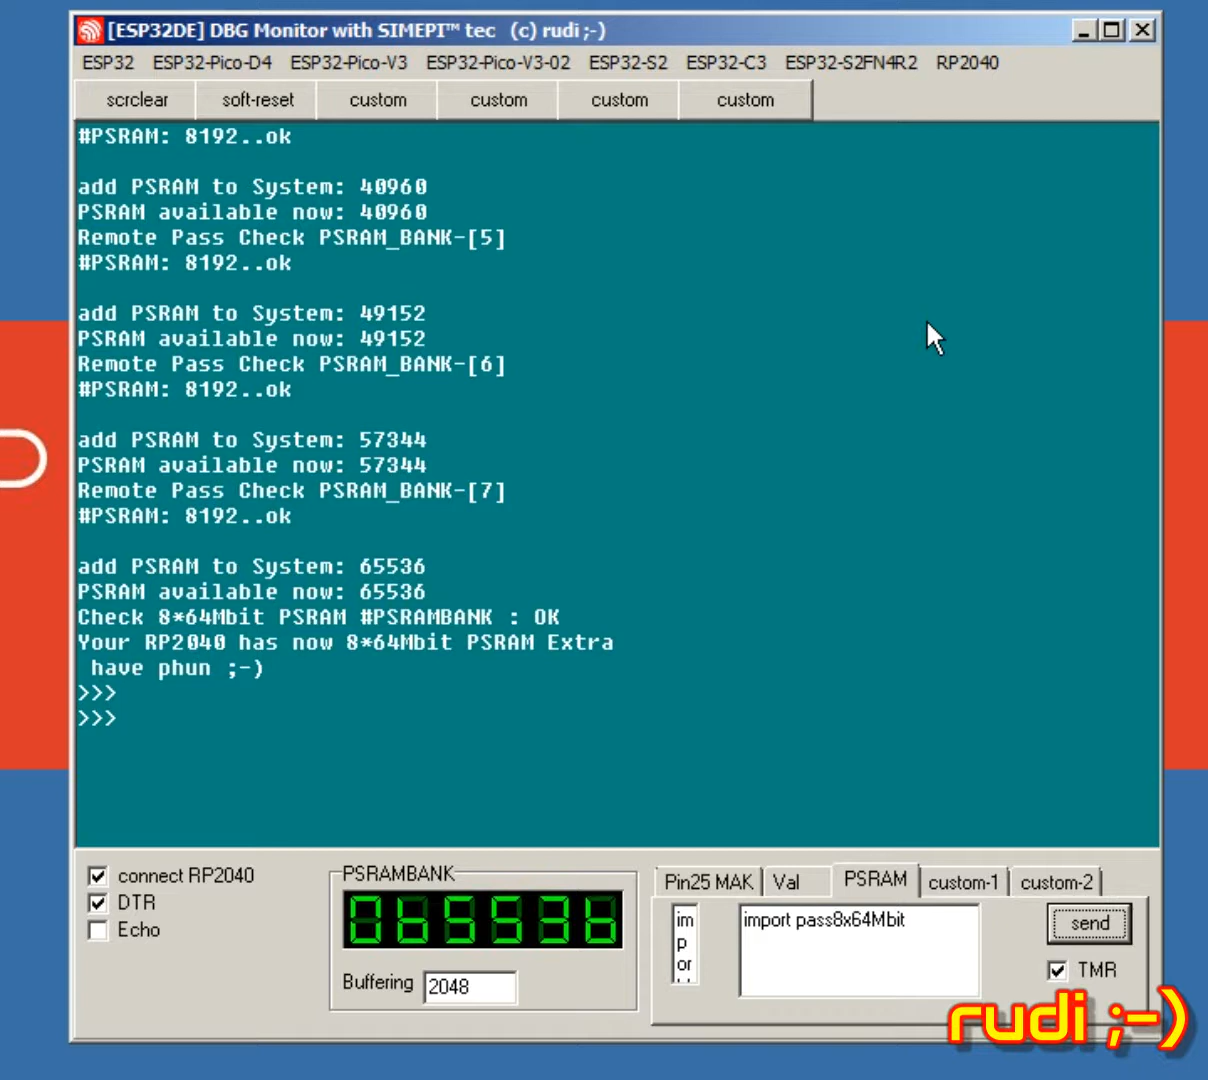 [ESP32DE] DBG Monitor with SIMEPI™ tec (c) rudi ;-)
ESP32 ESP32-Pico-D4 ESP32-Pico-V3 ESP32-Pico-V3-02 ESP32-S2 ESP32-C3 ESP32-S2FN4R2 RP2040
scrclear soft-reset custom custom custom custom
#PSRAM: 8192..ok
add PSRAM to System: 40960
PSRAM available now: 40960
Remote Pass Check PSRAM_BANK-[5]
#PSRAM: 8192..ok
add PSRAM to System: 49152
PSRAM available now: 49152
Remote Pass Check PSRAM_BANK-[6]
#PSRAM: 8192..ok
add PSRAM to System: 57344
PSRAM available now: 57344
Remote Pass Check PSRAM_BANK-[7]
#PSRAM: 8192..ok
add PSRAM to System: 65536
PSRAM available now: 65536
Check 8*64Mbit PSRAM #PSRAMBANK : OK
Your RP2040 has now 8*64Mbit PSRAM Extra
have phun ;-)
>>>
>>>
connect RP2040
DTR
Echo
PSRAMBANK
065536
Buffering 2048
Pin25 MAK Val PSRAM custom-1 custom-2
im
p
or
import pass8x64Mbit
send
TMR
rudi ;-)